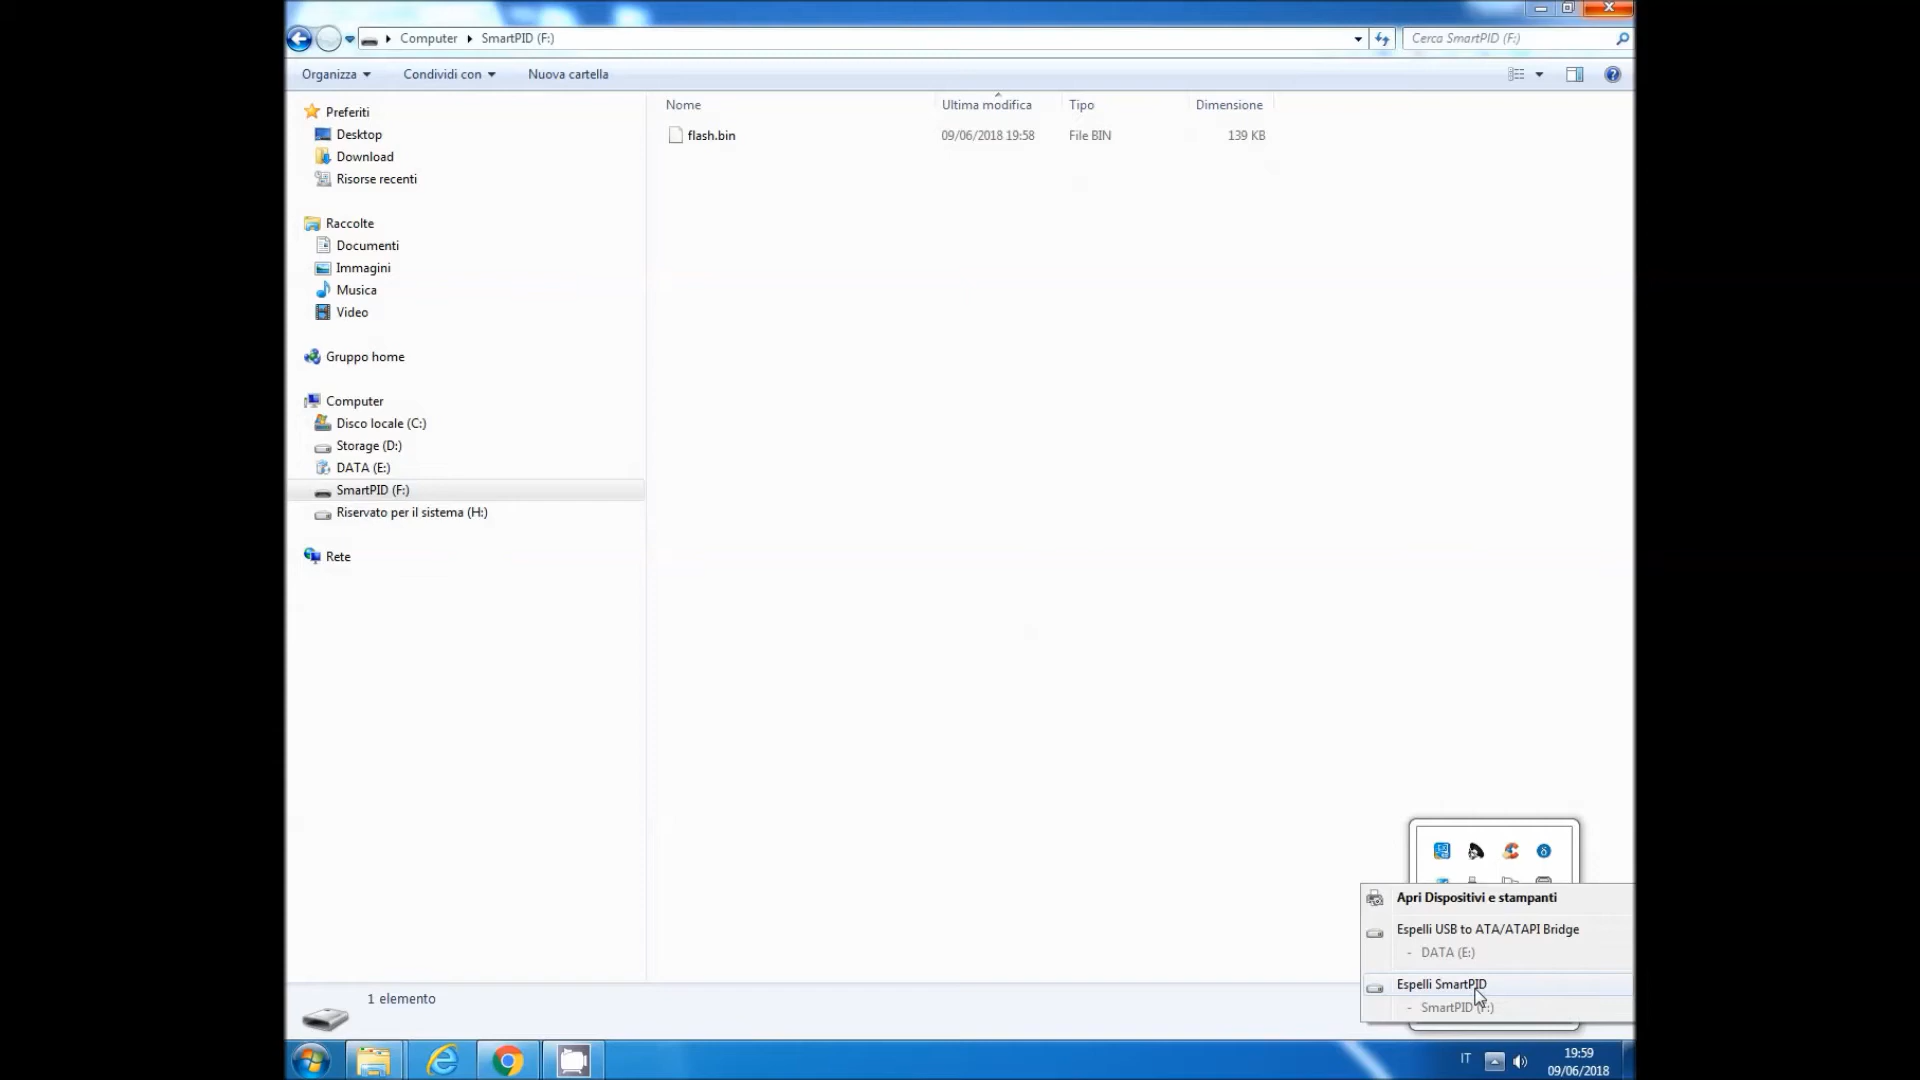 Computer SmartPID (F:) Cerca SmartPID (F:)
Organizza Condividi con Nuova cartella
Preferiti
Desktop
Download
Risorse recenti
Raccolte
Documenti
Immagini
Musica
Video
Gruppo home
Computer
Disco locale (C:)
Storage (D:)
DATA (E:)
SmartPID (F:)
Riservato per il sistema (H:)
Rete
Nome Ultima modifica Tipo Dimensione
flash.bin 09/06/2018 19:58 File BIN 139 KB
1 elemento
Apri Dispositivi e stampanti
Espelli USB to ATA/ATAPI Bridge
- DATA (E:)
Espelli SmartPID
- SmartPID (F:)
IT
19:59
09/06/2018